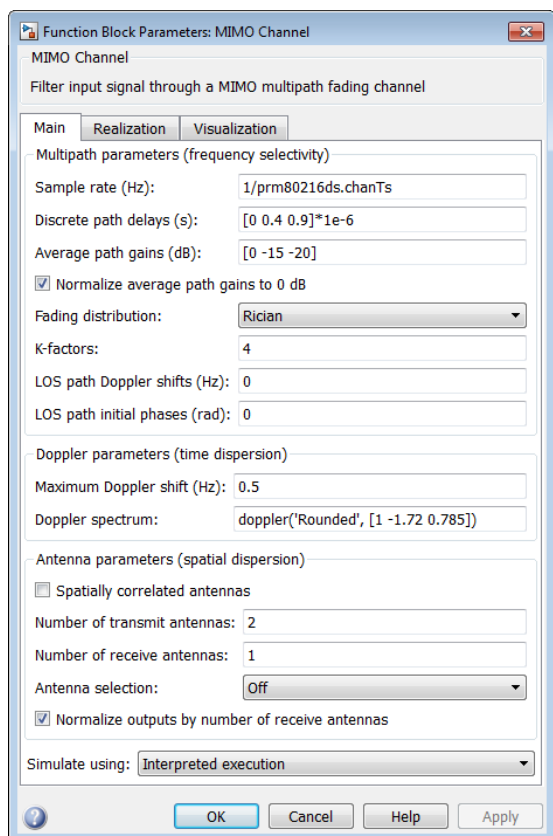 Function Block Parameters: MIMO Channel
MIMO Channel
Filter input signal through a MIMO multipath fading channel
Main Realization Visualization
Multipath parameters (frequency selectivity)
Sample rate (Hz): 1/prm80216ds.chanTs
Discrete path delays (s): [0 0.4 0.9]*1e-6
Average path gains (dB): [0 -15 -20]
Normalize average path gains to 0 dB
Fading distribution: Rician
K-factors: 4
LOS path Doppler shifts (Hz): 0
LOS path initial phases (rad): 0
Doppler parameters (time dispersion)
Maximum Doppler shift (Hz): 0.5
Doppler spectrum: doppler('Rounded', [1 -1.72 0.785])
Antenna parameters (spatial dispersion)
Spatially correlated antennas
Number of transmit antennas: 2
Number of receive antennas: 1
Antenna selection: Off
Normalize outputs by number of receive antennas
Simulate using: Interpreted execution
? OK Cancel Help Apply